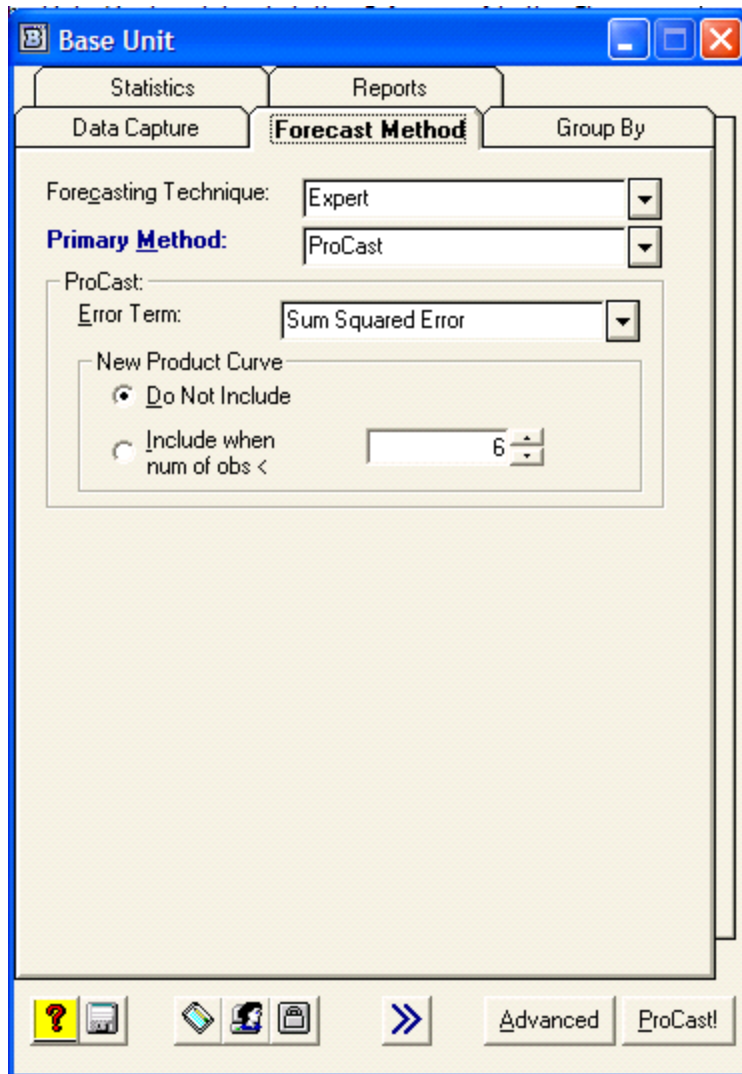 Base Unit
Statistics Reports
Data Capture Forecast Method Group By
Forecasting Technique: Expert
Primary Method: ProCast
ProCast:
Error Term: Sum Squared Error
New Product Curve
Do Not Include
Include when 6
num of obs <
? >> Advanced ProCast!